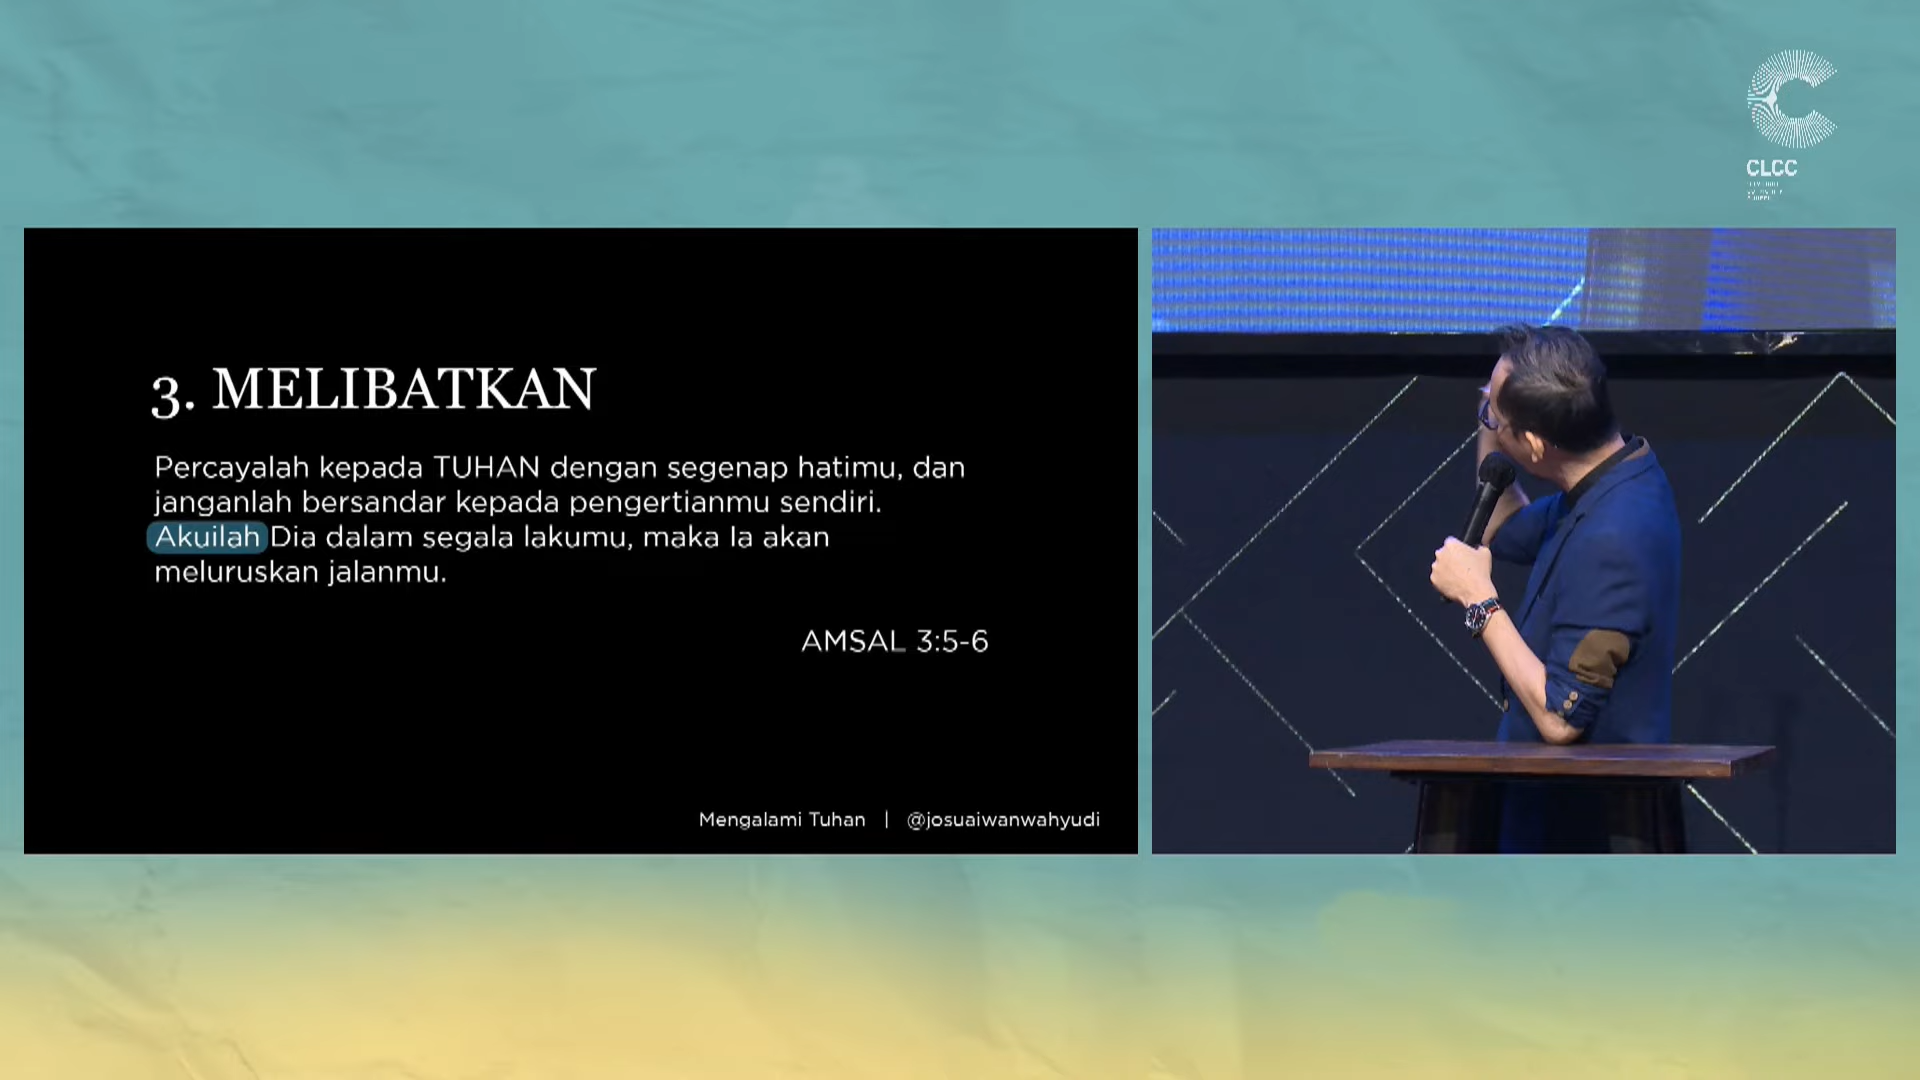 CLCC
3. MELIBATKAN
Percayalah kepada TUHAN dengan segenap hatimu, dan
janganlah bersandar kepada pengertianmu sendiri.
Akuilah Dia dalam segala lakumu, maka Ia akan
meluruskan jalanmu.
AMSAL 3:5-6
Mengalami Tuhan | @josuaiwanwahyudi